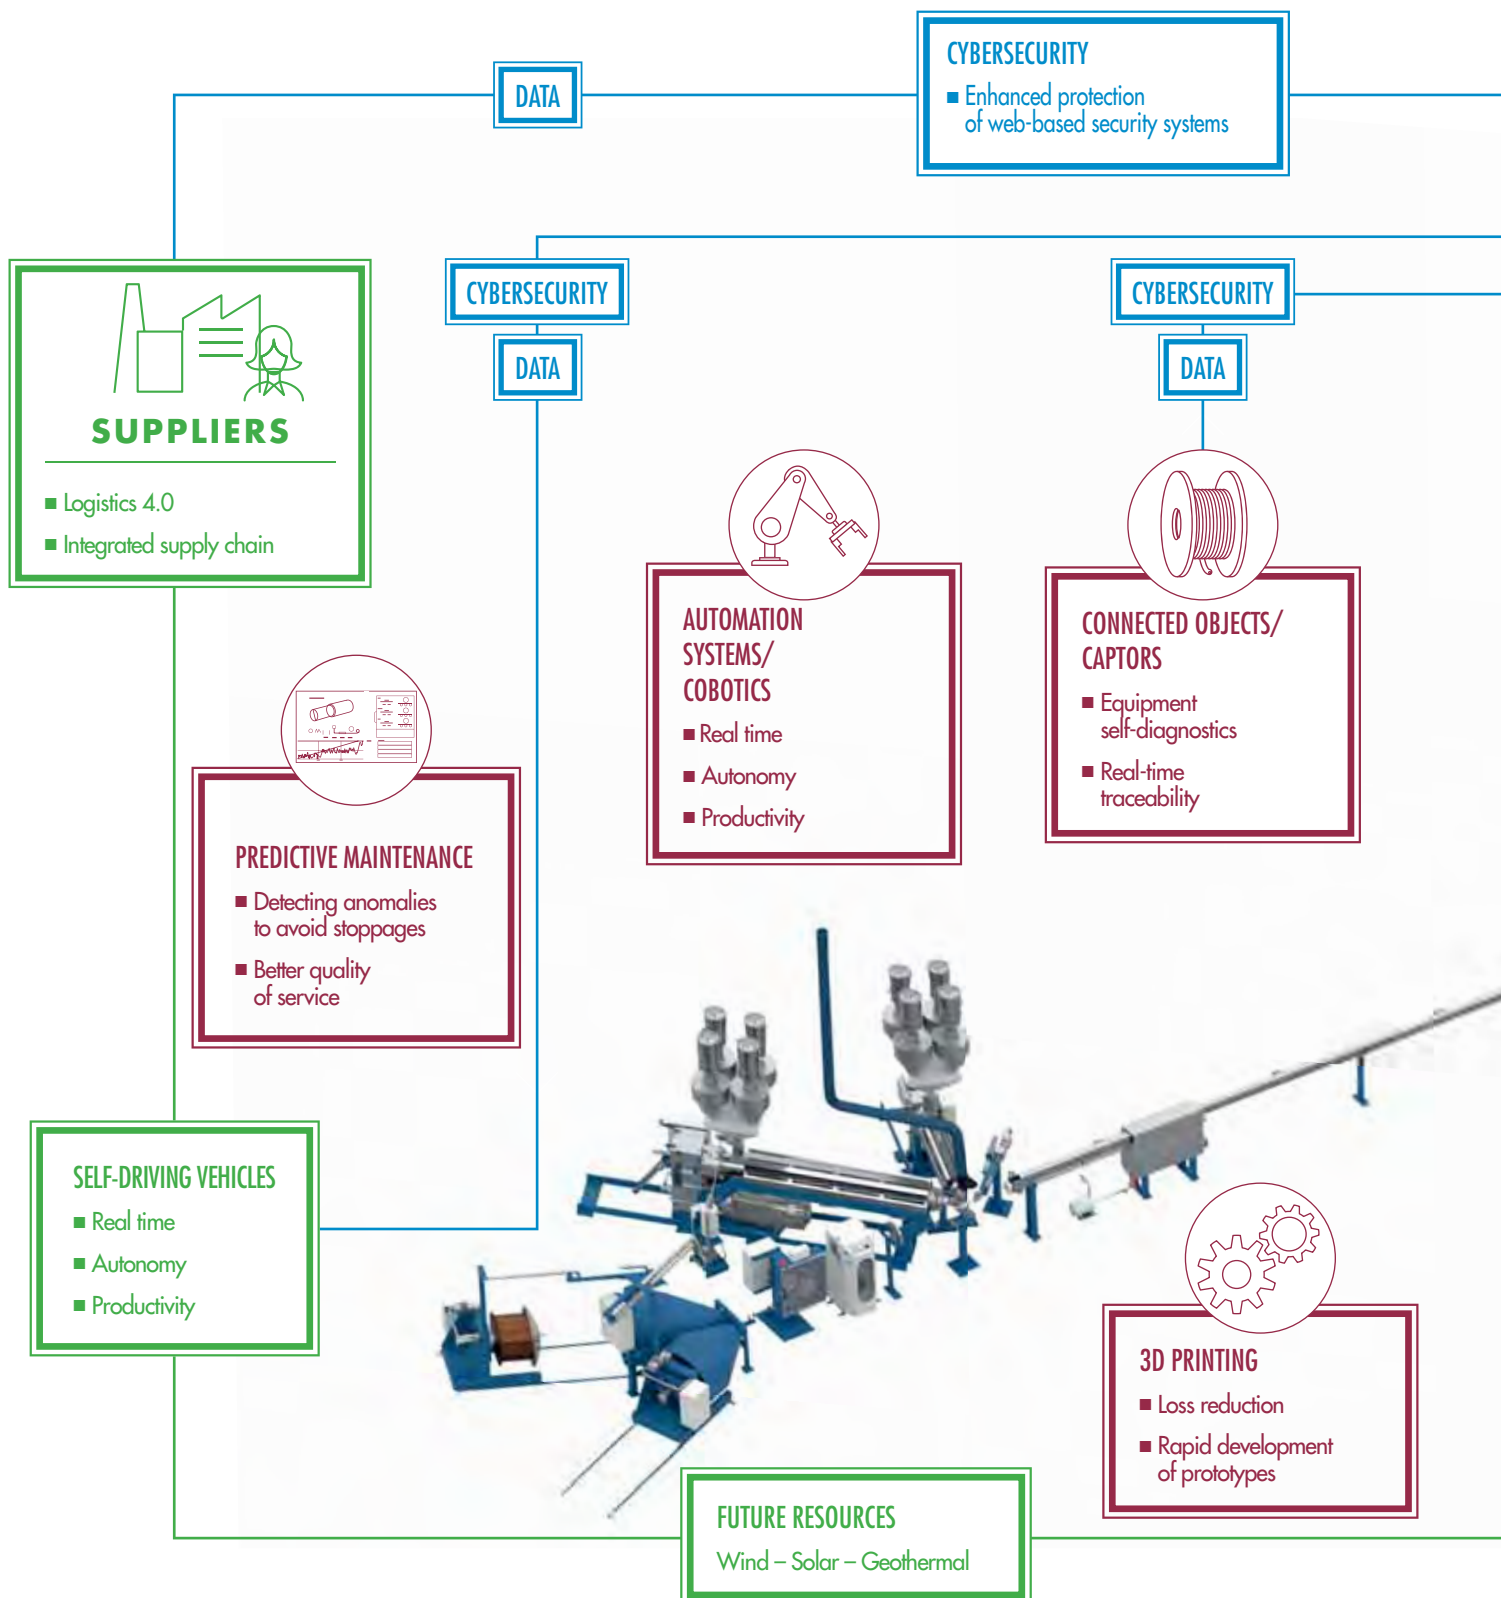 DATA
CYBERSECURITY
■ Enhanced protection
of web-based security systems
CYBERSECURITY
DATA
CYBERSECURITY
DATA
SUPPLIERS
■ Logistics 4.0
■ Integrated supply chain
AUTOMATION
SYSTEMS/
COBOTICS
■ Real time
■ Autonomy
■ Productivity
CONNECTED OBJECTS/
CAPTORS
■ Equipment
self-diagnostics
■ Real-time
traceability
PREDICTIVE MAINTENANCE
■ Detecting anomalies
to avoid stoppages
■ Better quality
of service
SELF-DRIVING VEHICLES
■ Real time
■ Autonomy
■ Productivity
3D PRINTING
■ Loss reduction
■ Rapid development
of prototypes
FUTURE RESOURCES
Wind – Solar – Geothermal